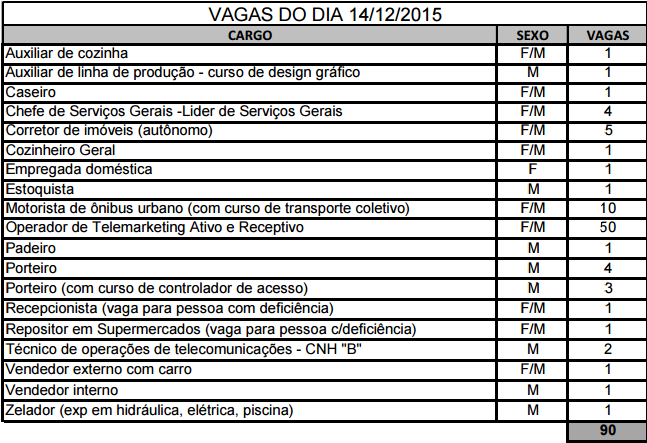 VAGAS DO DIA 14/12/2015
CARGO SEXO VAGAS
Auxiliar de cozinha F/M 1
Auxiliar de linha de produção - curso de design gráfico M 1
Caseiro F/M 1
Chefe de Serviços Gerais -Lider de Serviços Gerais F/M 4
Corretor de imóveis (autônomo) F/M 5
Cozinheiro Geral F/M 1
Empregada doméstica F 1
Estoquista M 1
Motorista de ônibus urbano (com curso de transporte coletivo) F/M 10
Operador de Telemarketing Ativo e Receptivo F/M 50
Padeiro M 1
Porteiro M 4
Porteiro (com curso de controlador de acesso) M 3
Recepcionista (vaga para pessoa com deficiência) F/M 1
Repositor em Supermercados (vaga para pessoa c/deficiência) F/M 1
Técnico de operações de telecomunicações - CNH "B" M 2
Vendedor externo com carro F/M 1
Vendedor interno M 1
Zelador (exp em hidráulica, elétrica, piscina) M 1
90